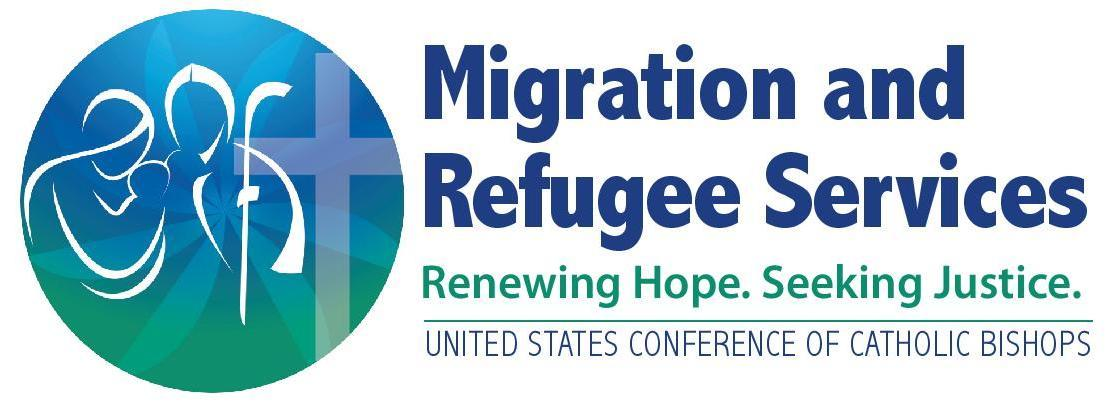 Migration and
Refugee Services
Renewing Hope. Seeking Justice.
UNITED STATES CONFERENCE OF CATHOLIC BISHOPS